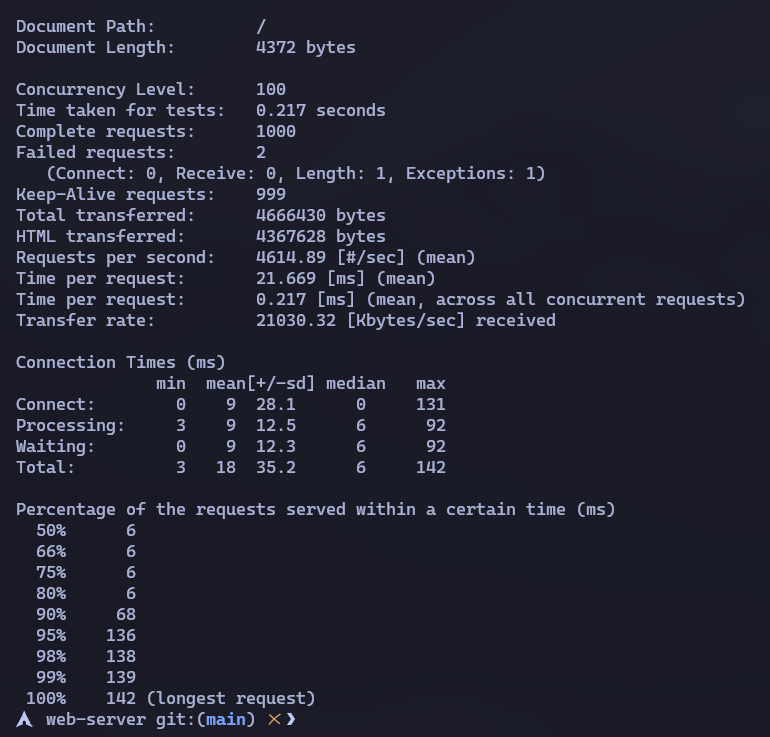 Document Path:          /
Document Length:        4372 bytes

Concurrency Level:      100
Time taken for tests:   0.217 seconds
Complete requests:      1000
Failed requests:        2
   (Connect: 0, Receive: 0, Length: 1, Exceptions: 1)
Keep-Alive requests:    999
Total transferred:      4666430 bytes
HTML transferred:       4367628 bytes
Requests per second:    4614.89 [#/sec] (mean)
Time per request:       21.669 [ms] (mean)
Time per request:       0.217 [ms] (mean, across all concurrent requests)
Transfer rate:          21030.32 [Kbytes/sec] received

Connection Times (ms)
              min  mean[+/-sd] median   max
Connect:        0    9  28.1      0     131
Processing:     3    9  12.5      6      92
Waiting:        0    9  12.3      6      92
Total:          3   18  35.2      6     142

Percentage of the requests served within a certain time (ms)
  50%      6
  66%      6
  75%      6
  80%      6
  90%     68
  95%    136
  98%    138
  99%    139
 100%    142 (longest request)
web-server git:(main) ×❯